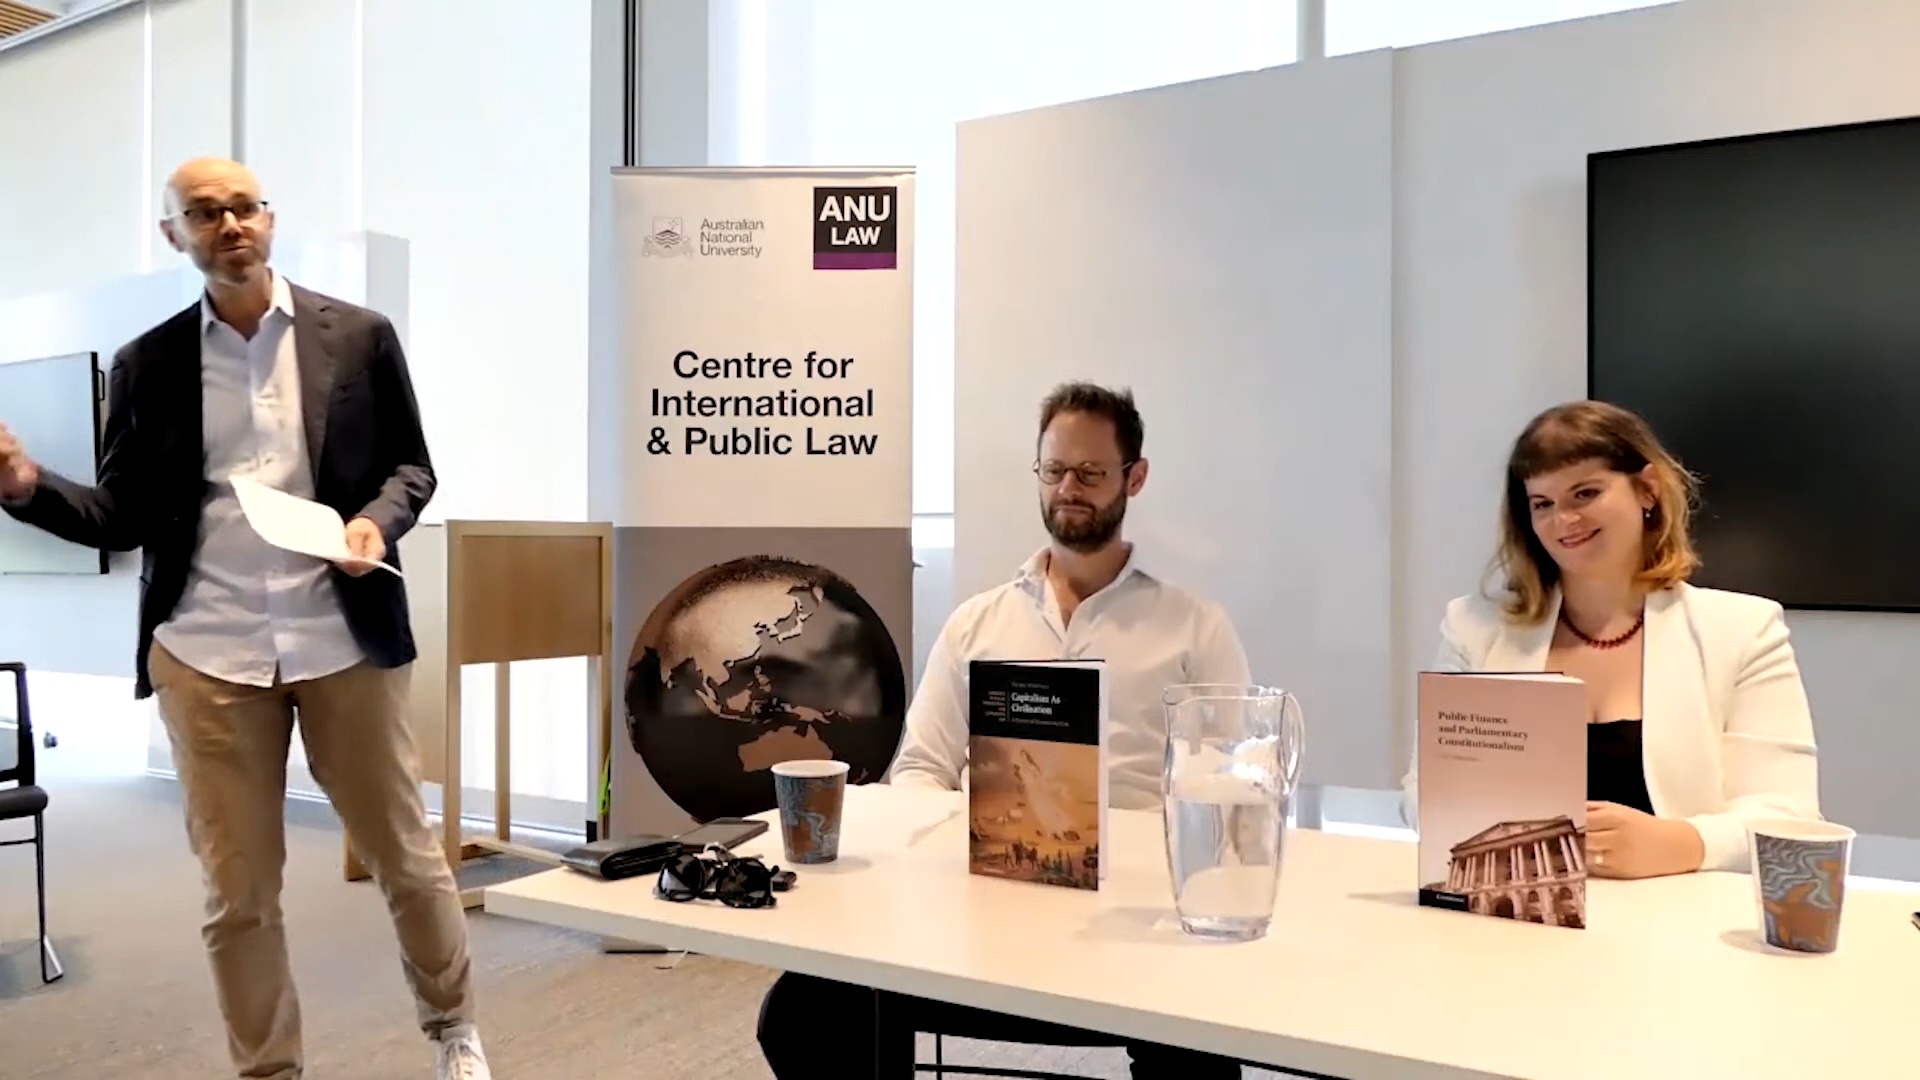 Australian
National
University
ANU
LAW
Centre for
International
& Public Law
Capitalism As
Civilisation
Public Finance
and Parliamentary
Constitutionalism